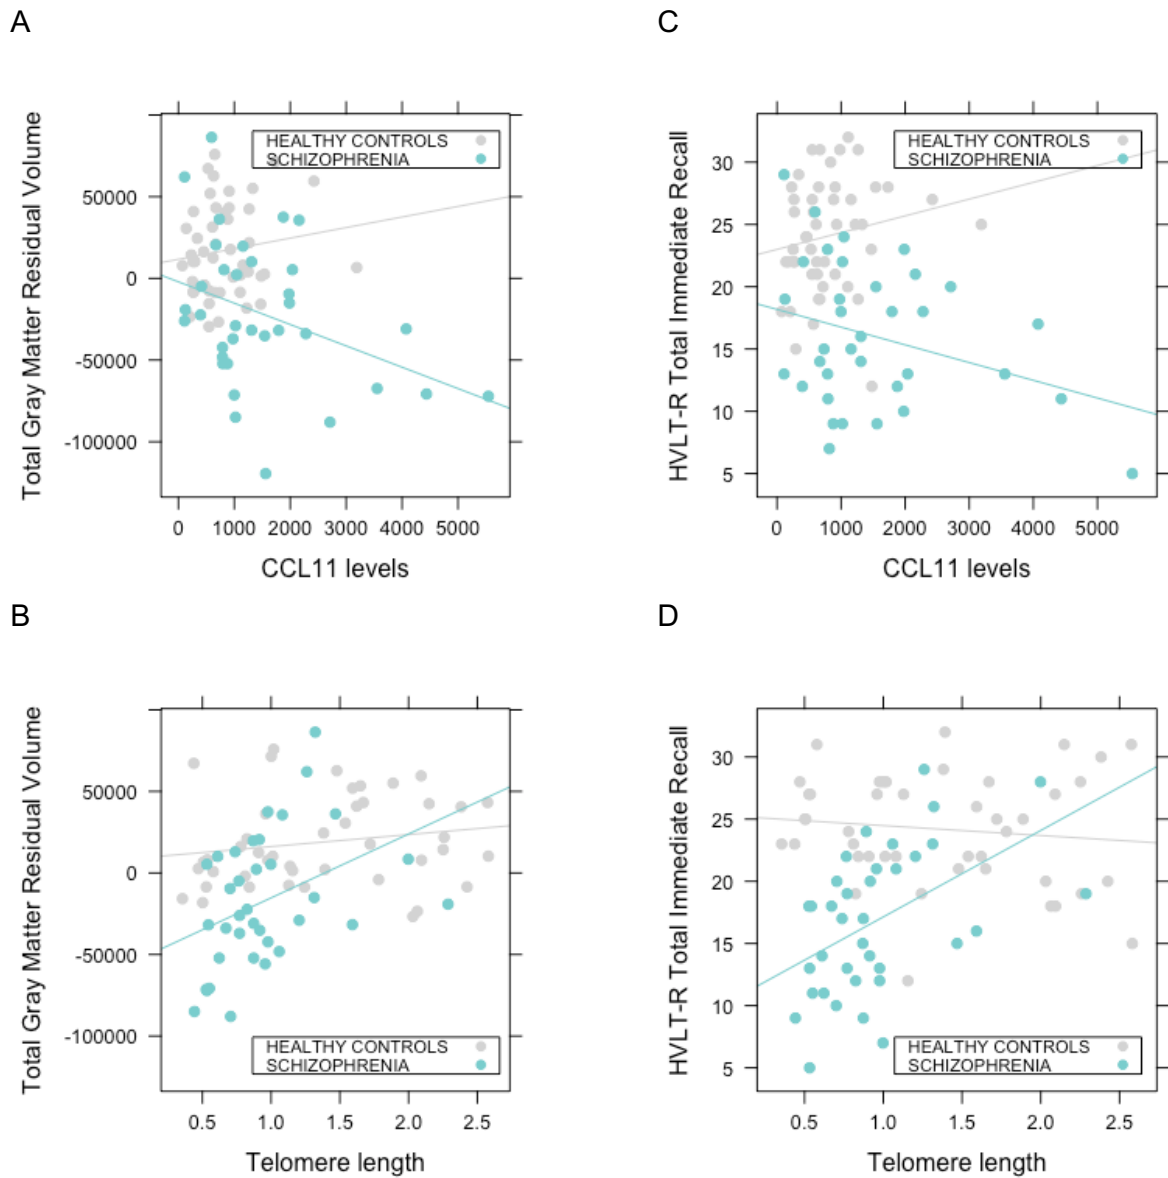 A
Total Gray Matter Residual Volume
50000
0
-50000
-100000
HEALTHY CONTROLS
SCHIZOPHRENIA
0 1000 2000 3000 4000 5000
CCL11 levels
C
HVLT-R Total Immediate Recall
30
25
20
15
10
5
HEALTHY CONTROLS
SCHIZOPHRENIA
0 1000 2000 3000 4000 5000
CCL11 levels
B
Total Gray Matter Residual Volume
50000
0
-50000
-100000
HEALTHY CONTROLS
SCHIZOPHRENIA
0.5 1.0 1.5 2.0 2.5
Telomere length
D
HVLT-R Total Immediate Recall
30
25
20
15
10
5
HEALTHY CONTROLS
SCHIZOPHRENIA
0.5 1.0 1.5 2.0 2.5
Telomere length